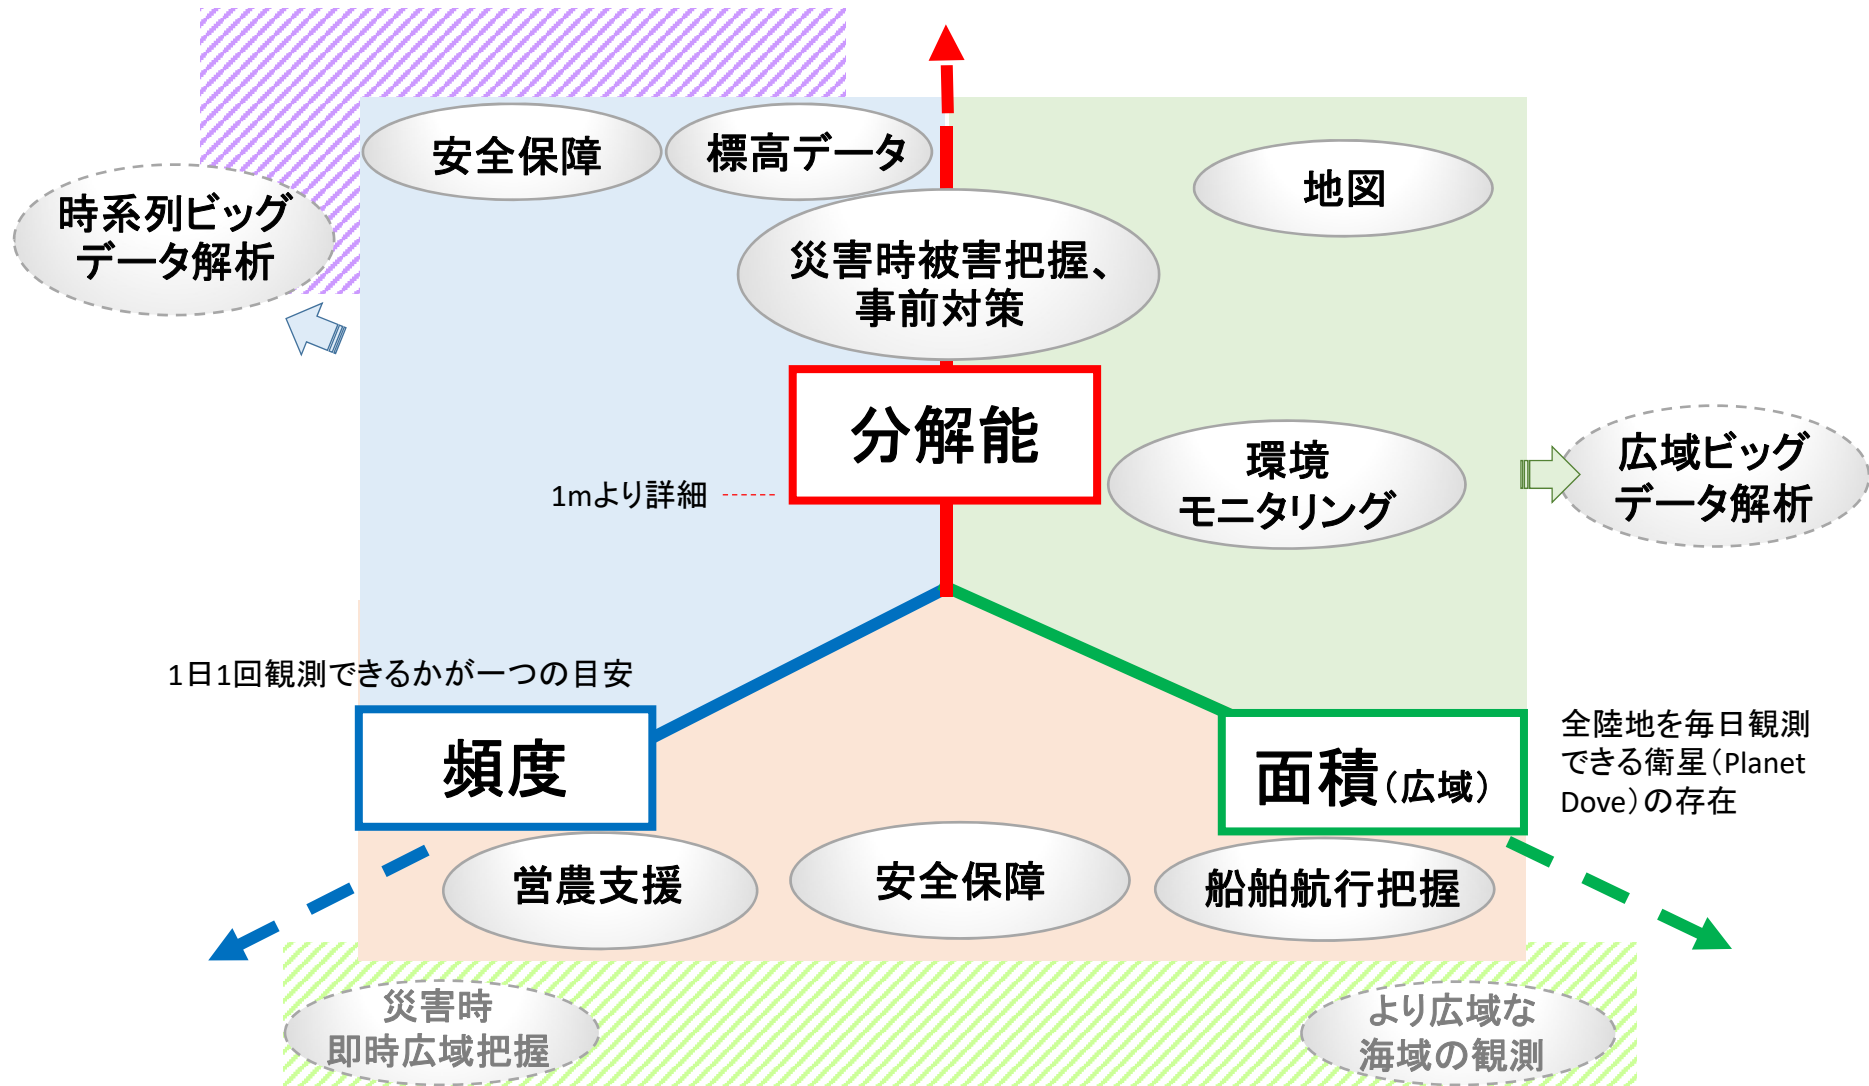 安全保障
標高データ
地図
時系列ビッグ
データ解析
災害時被害把握、
事前対策
分解能
1mより詳細
環境
モニタリング
広域ビッグ
データ解析
1日1回観測できるかが一つの目安
頻度
面積（広域）
全陸地を毎日観測
できる衛星（Planet
Dove）の存在
営農支援
安全保障
船舶航行把握
災害時
即時広域把握
より広域な
海域の観測